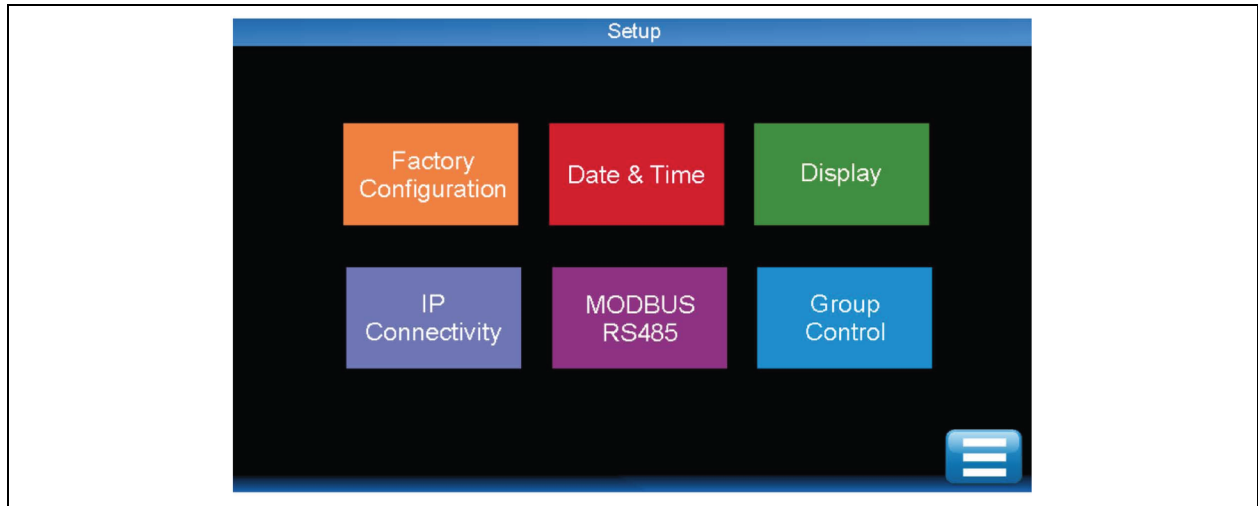 Setup
Factory
Configuration
Date & Time
Display
IP
Connectivity
MODBUS
RS485
Group
Control